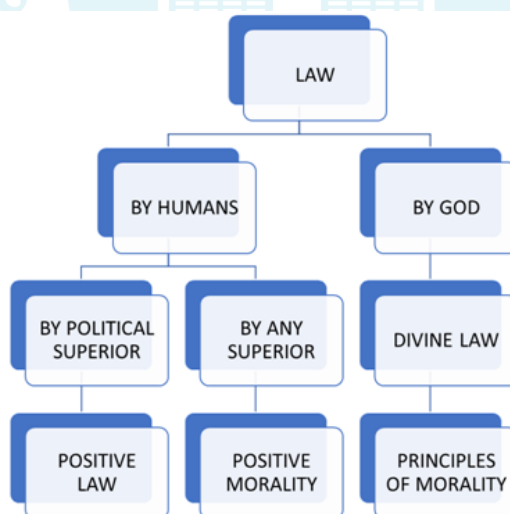 LAW
BY HUMANS
BY GOD
BY POLITICAL
SUPERIOR
BY ANY
SUPERIOR
DIVINE LAW
POSITIVE
LAW
POSITIVE
MORALITY
PRINCIPLES
OF MORALITY